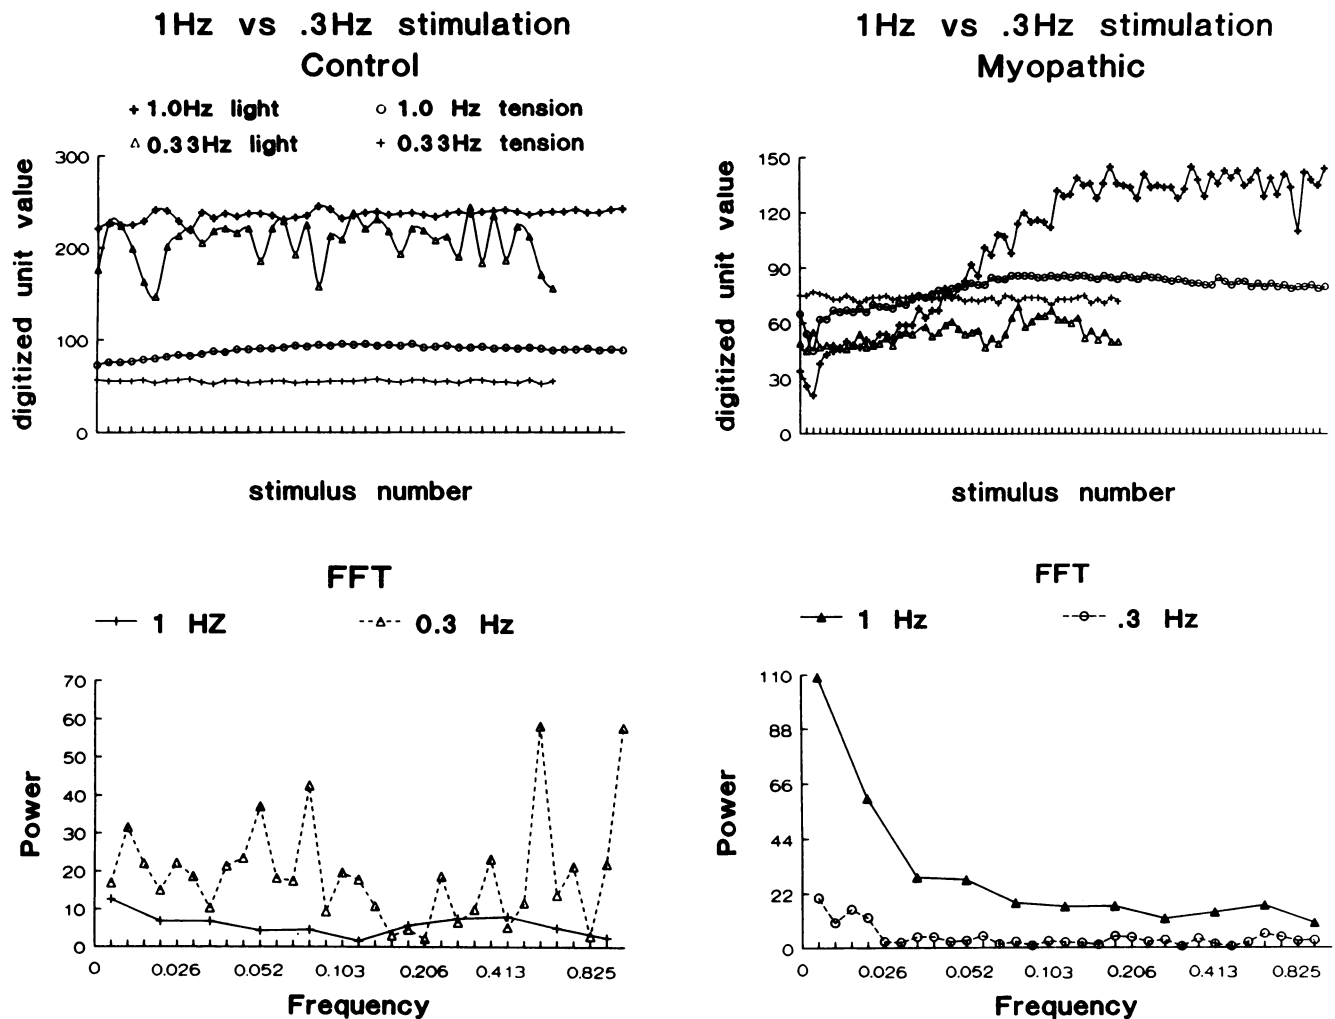 1Hz vs .3Hz stimulation
Control
1.0Hz light
1.0 Hz tension
0.33Hz light
0.33Hz tension
300
200
100
0
digitized unit value
stimulus number
1Hz vs .3Hz stimulation
Myopathic
150
120
90
60
30
0
digitized unit value
stimulus number
FFT
1 HZ
0.3 Hz
70
60
50
40
30
20
10
0
Power
0 0.026 0.052 0.103 0.206 0.413 0.825
Frequency
FFT
1 Hz
.3 Hz
110
88
66
44
22
0
Power
0 0.026 0.052 0.103 0.206 0.413 0.825
Frequency